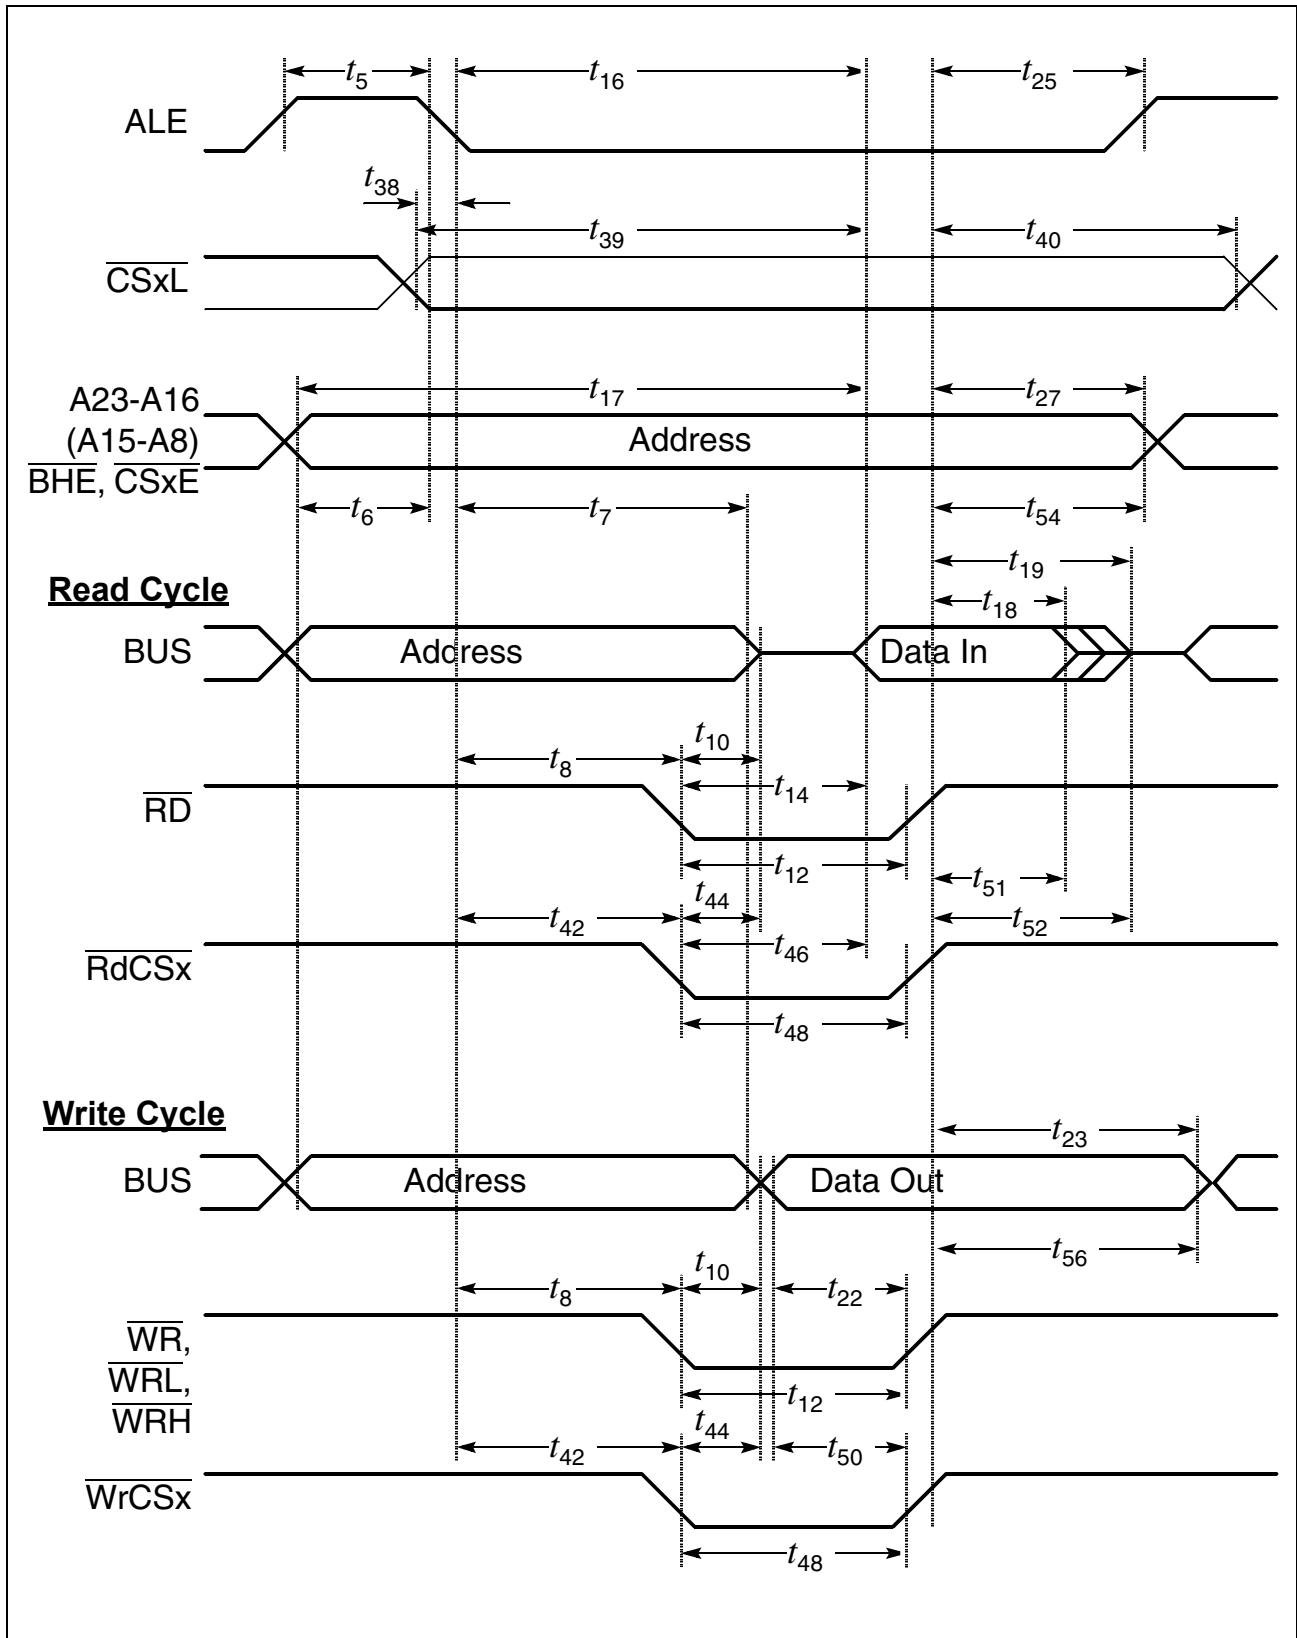 t5 t16 t25
ALE
t38
t39 t40
CSxL
t17 t27
A23-A16
(A15-A8)
BHE, CSxE
Address
t6 t7 t54
t19
Read Cycle
t18
BUS Address Data In
t10
t8
t14
RD
t12
t51
t44
t42 t52
t46
RdCSx
t48
Write Cycle
t23
BUS Address Data Out
t56
t10
t8 t22
WR,
WRL,
WRH
t12
t44
t42 t50
WrCSx
t48